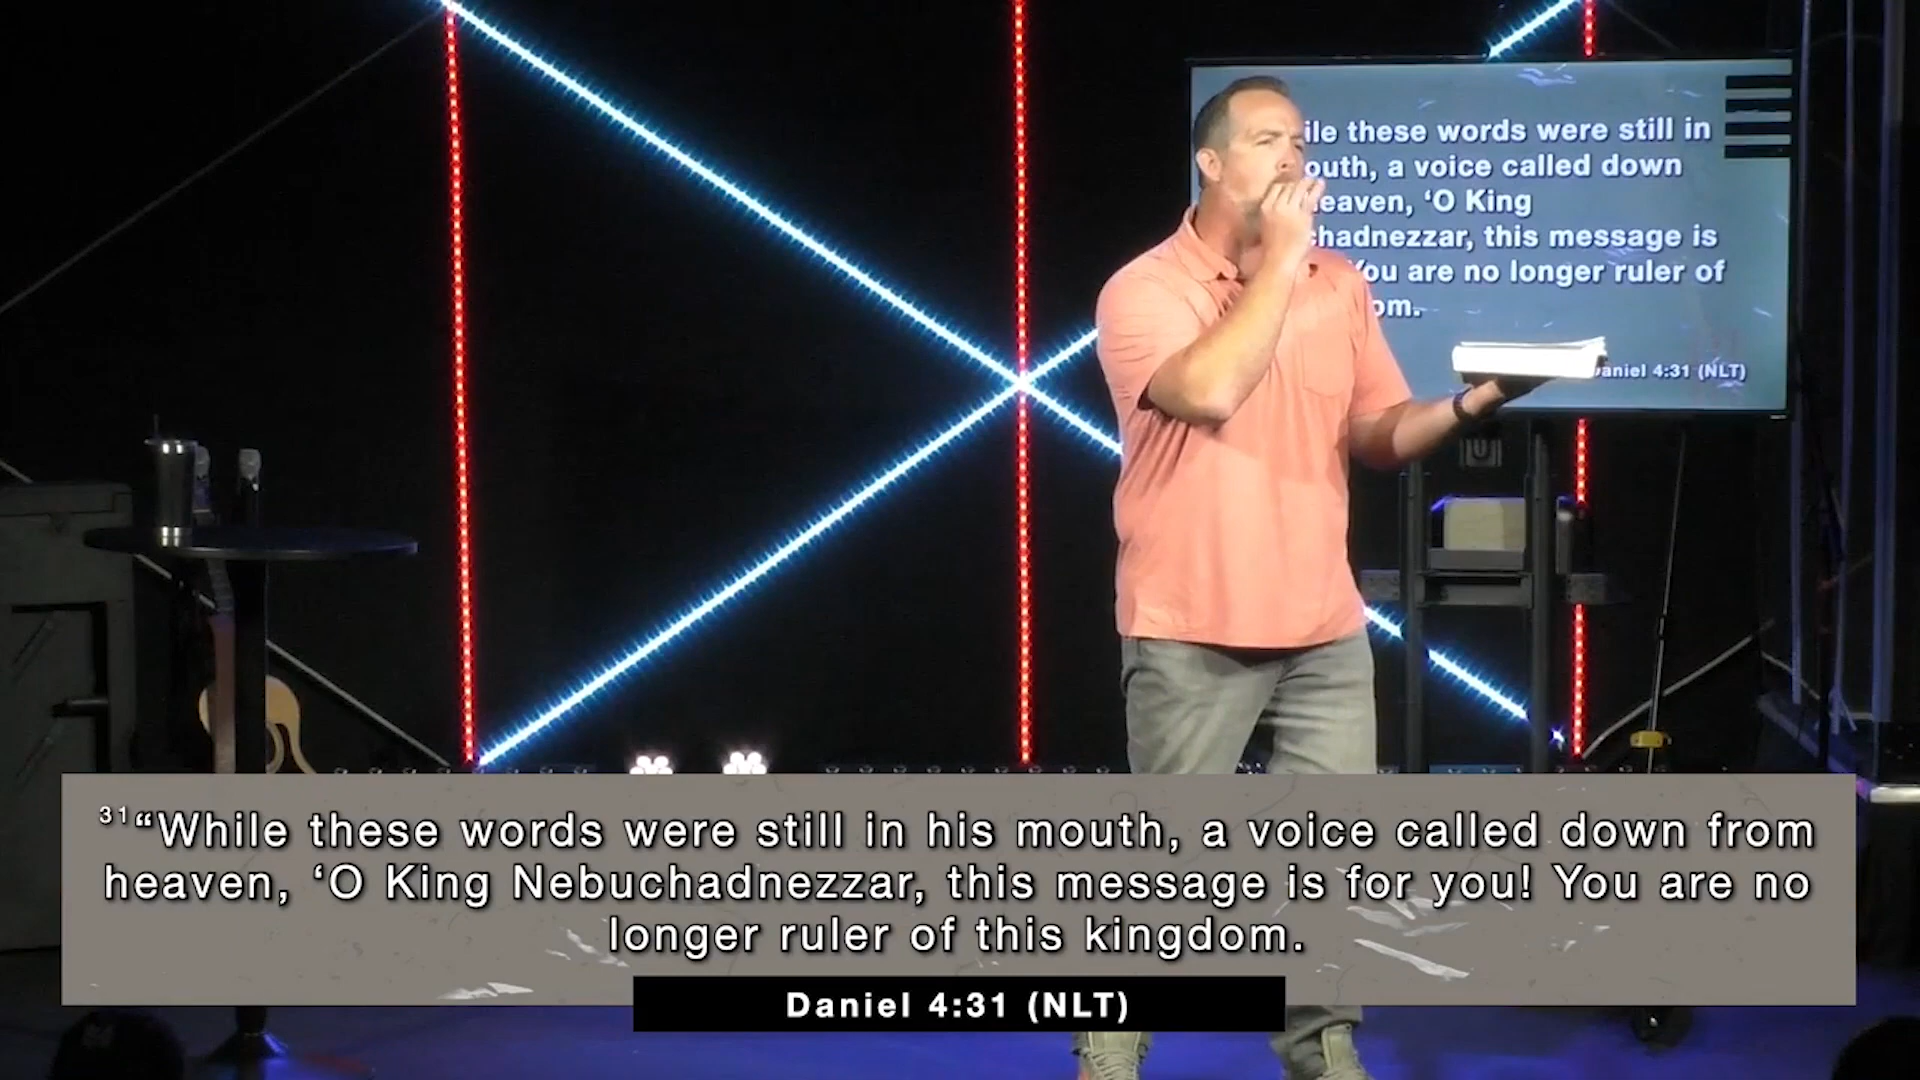 ile these words were still in
outh, a voice called down
eaven, ‘O King
chadnezzar, this message is
You are no longer ruler of
om.
aniel 4:31 (NLT)
31“While these words were still in his mouth, a voice called down from
heaven, ‘O King Nebuchadnezzar, this message is for you! You are no
longer ruler of this kingdom.
Daniel 4:31 (NLT)